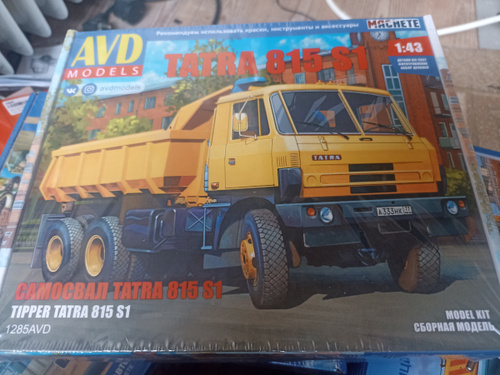 AVD
MODELS
avdmodels
Рекомендуем использовать краски, инструменты и аксессуары
MACHETE
1:43
TATRA 815 S1
TATRA
САМОСВАЛ TATRA 815 S1
TIPPER TATRA 815 S1
1285AVD
MODEL KIT
СБОРНАЯ МОДЕЛЬ